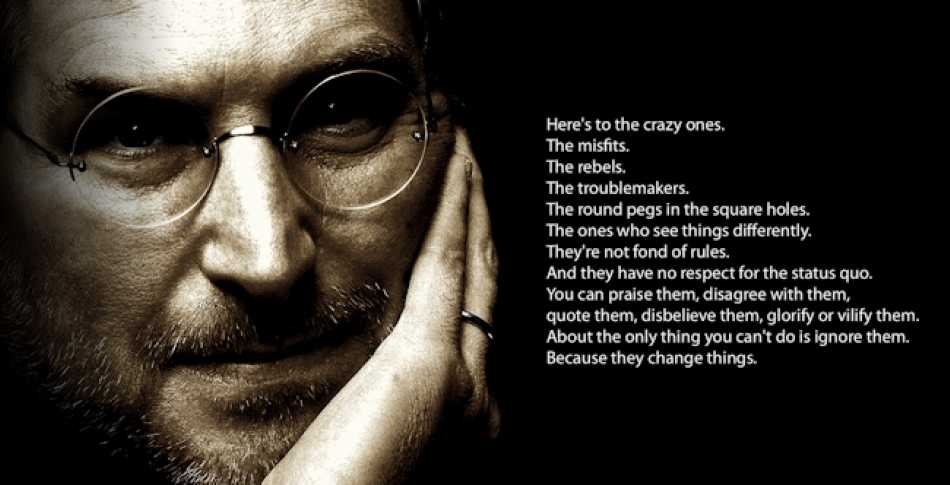 Here's to the crazy ones.
The misfits.
The rebels.
The troublemakers.
The round pegs in the square holes.
The ones who see things differently.
They're not fond of rules.
And they have no respect for the status quo.
You can praise them, disagree with them,
quote them, disbelieve them, glorify or vilify them.
About the only thing you can't do is ignore them.
Because they change things.